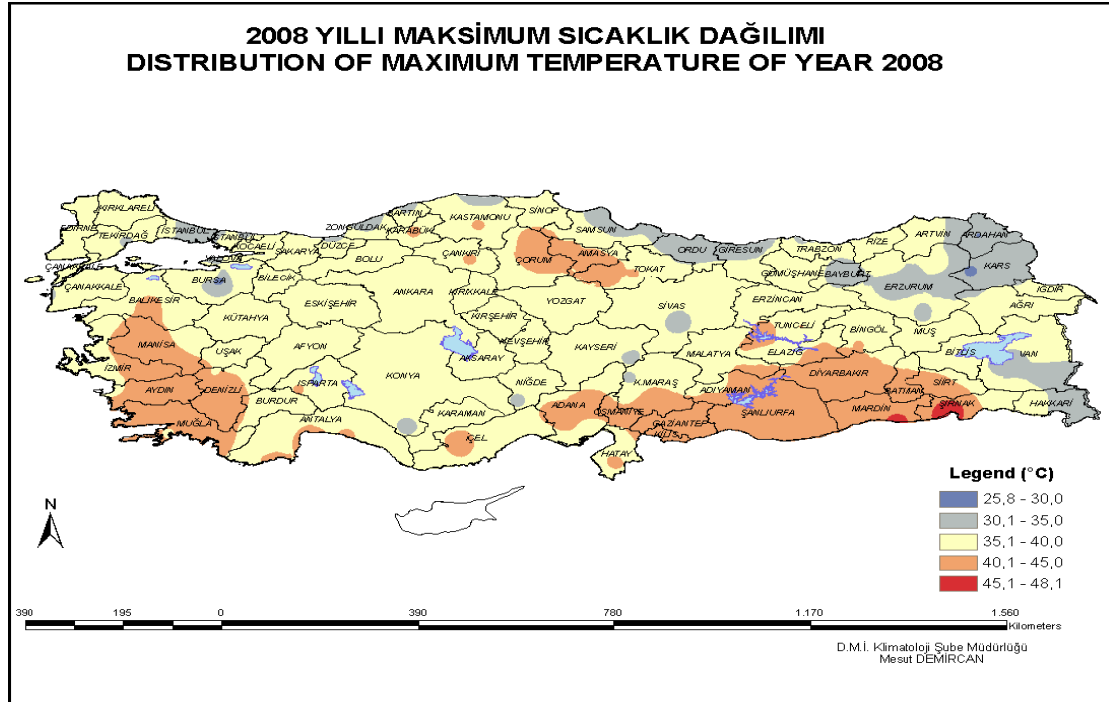 2008 YILLI MAKSİMUM SICAKLIK DAĞILIMI
DISTRIBUTION OF MAXIMUM TEMPERATURE OF YEAR 2008
KIRKLARELİ
EDİRNE
TEKİRDAĞ
İSTANBUL
İSTANBUL
KOCAELİ
YALOVA
SAKARYA
DÜZCE
ZONGULDAK
BARTIN
KARABÜK
KASTAMONU
SİNOP
SAMSUN
ORDU
GİRESUN
TRABZON
RİZE
ARTVİN
ARDAHAN
KARS
ÇANAKKALE
ÇANAKKALE
BURSA
BİLECİK
BOLU
ÇANKIRI
ÇORUM
AMASYA
TOKAT
GÜMÜŞHANE
BAYBURT
ERZURUM
IĞDIR
AĞRI
BALIKESİR
KÜTAHYA
ESKİŞEHİR
ANKARA
KIRIKKALE
YOZGAT
SİVAS
ERZİNCAN
TUNCELİ
BİNGÖL
MUŞ
BİTLİS
VAN
MANİSA
UŞAK
AFYON
KIRŞEHİR
NEVŞEHİR
AKSARAY
KAYSERİ
MALATYA
ELAZIĞ
DİYARBAKIR
İZMİR
AYDIN
DENİZLİ
ISPARTA
BURDUR
KONYA
NİĞDE
K.MARAŞ
ADIYAMAN
BATMAN
SİİRT
ŞIRNAK
HAKKARİ
MUĞLA
ANTALYA
KARAMAN
İÇEL
ADANA
OSMANİYE
GAZİANTEP
KİLİS
ŞANLIURFA
MARDİN
HATAY
N
Legend (°C)
25,8 - 30,0
30,1 - 35,0
35,1 - 40,0
40,1 - 45,0
45,1 - 48,1
390 195 0 390 780 1.170 1.560
Kilometers
D.M.İ. Klimatoloji Şube Müdürlüğü
Mesut DEMİRCAN